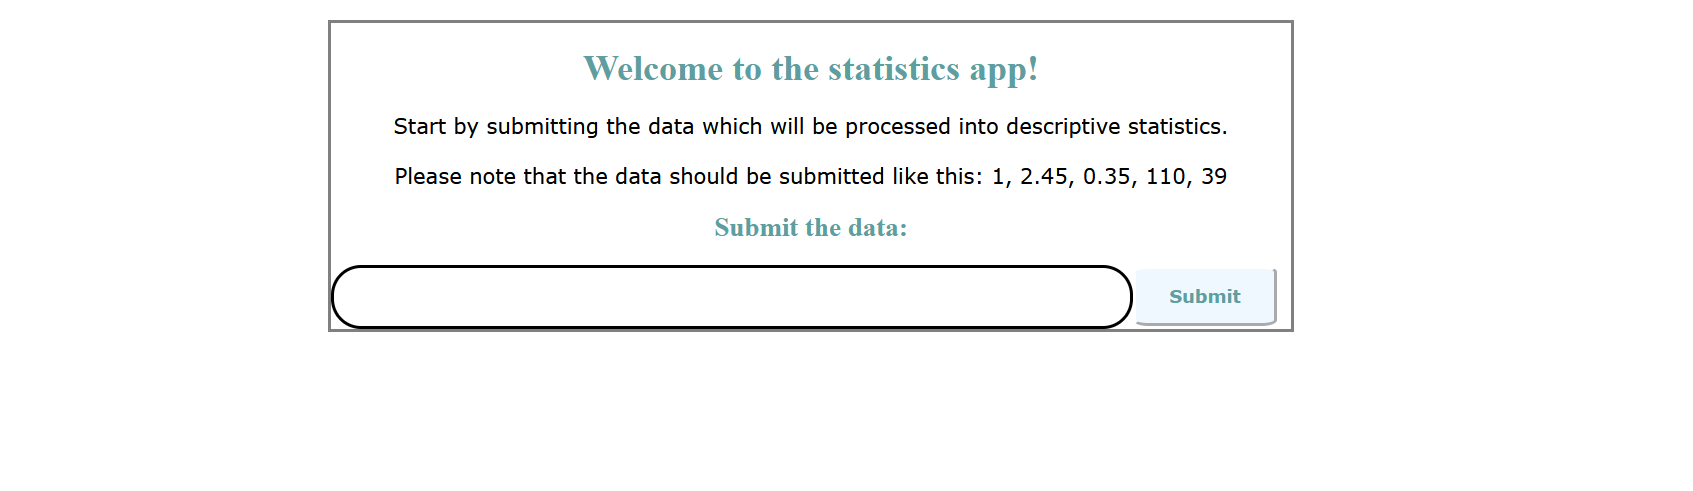 Welcome to the statistics app!
Start by submitting the data which will be processed into descriptive statistics.
Please note that the data should be submitted like this: 1, 2.45, 0.35, 110, 39
Submit the data:
Submit